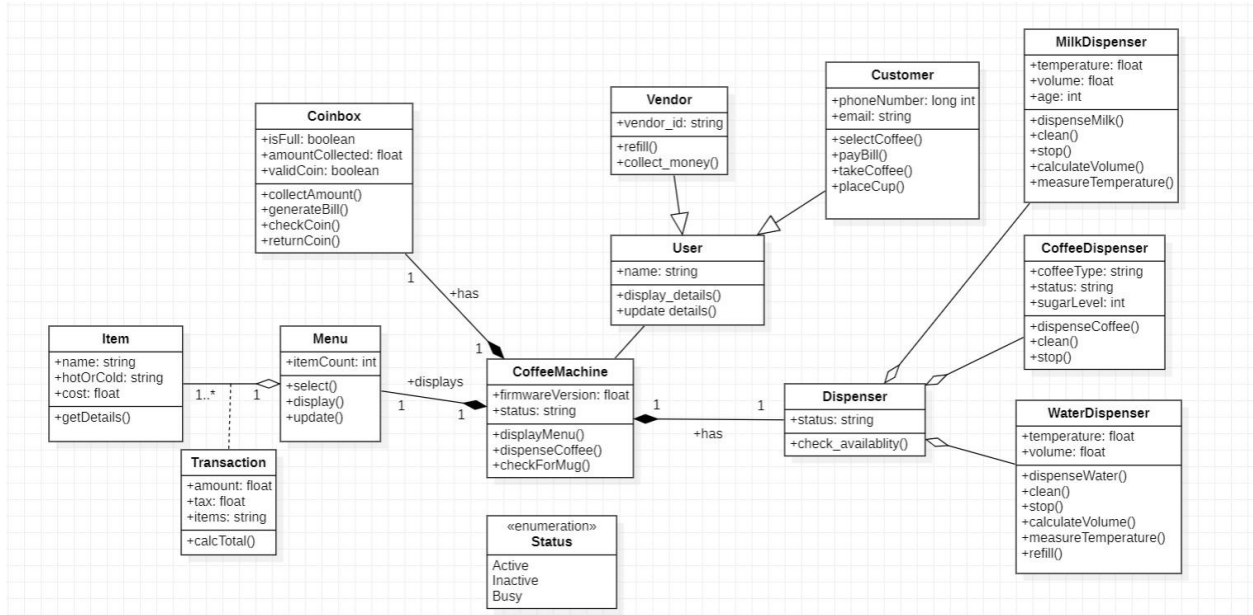 MilkDispenser
+temperature: float
+volume: float
+age: int
+dispenseMilk()
+clean()
+stop()
+calculateVolume()
+measureTemperature()
Customer
+phoneNumber: long int
+email: string
+selectCoffee()
+payBill()
+takeCoffee()
+placeCup()
Vendor
+vendor_id: string
+refill()
+collect_money()
Coinbox
+isFull: boolean
+amountCollected: float
+validCoin: boolean
+collectAmount()
+generateBill()
+checkCoin()
+returnCoin()
User
+name: string
+display_details()
+update details()
CoffeeDispenser
+coffeeType: string
+status: string
+sugarLevel: int
+dispenseCoffee()
+clean()
+stop()
1
+has
1
Item
+name: string
+hotOrCold: string
+cost: float
+getDetails()
1..*
1
Menu
+itemCount: int
+select()
+display()
+update()
+displays
1
1
CoffeeMachine
+firmwareVersion: float
+status: string
+displayMenu()
+dispenseCoffee()
+checkForMug()
1
1
+has
Dispenser
+status: string
+check_availablity()
WaterDispenser
+temperature: float
+volume: float
+dispenseWater()
+clean()
+stop()
+calculateVolume()
+measureTemperature()
+refill()
Transaction
+amount: float
+tax: float
+items: string
+calcTotal()
«enumeration»
Status
Active
Inactive
Busy